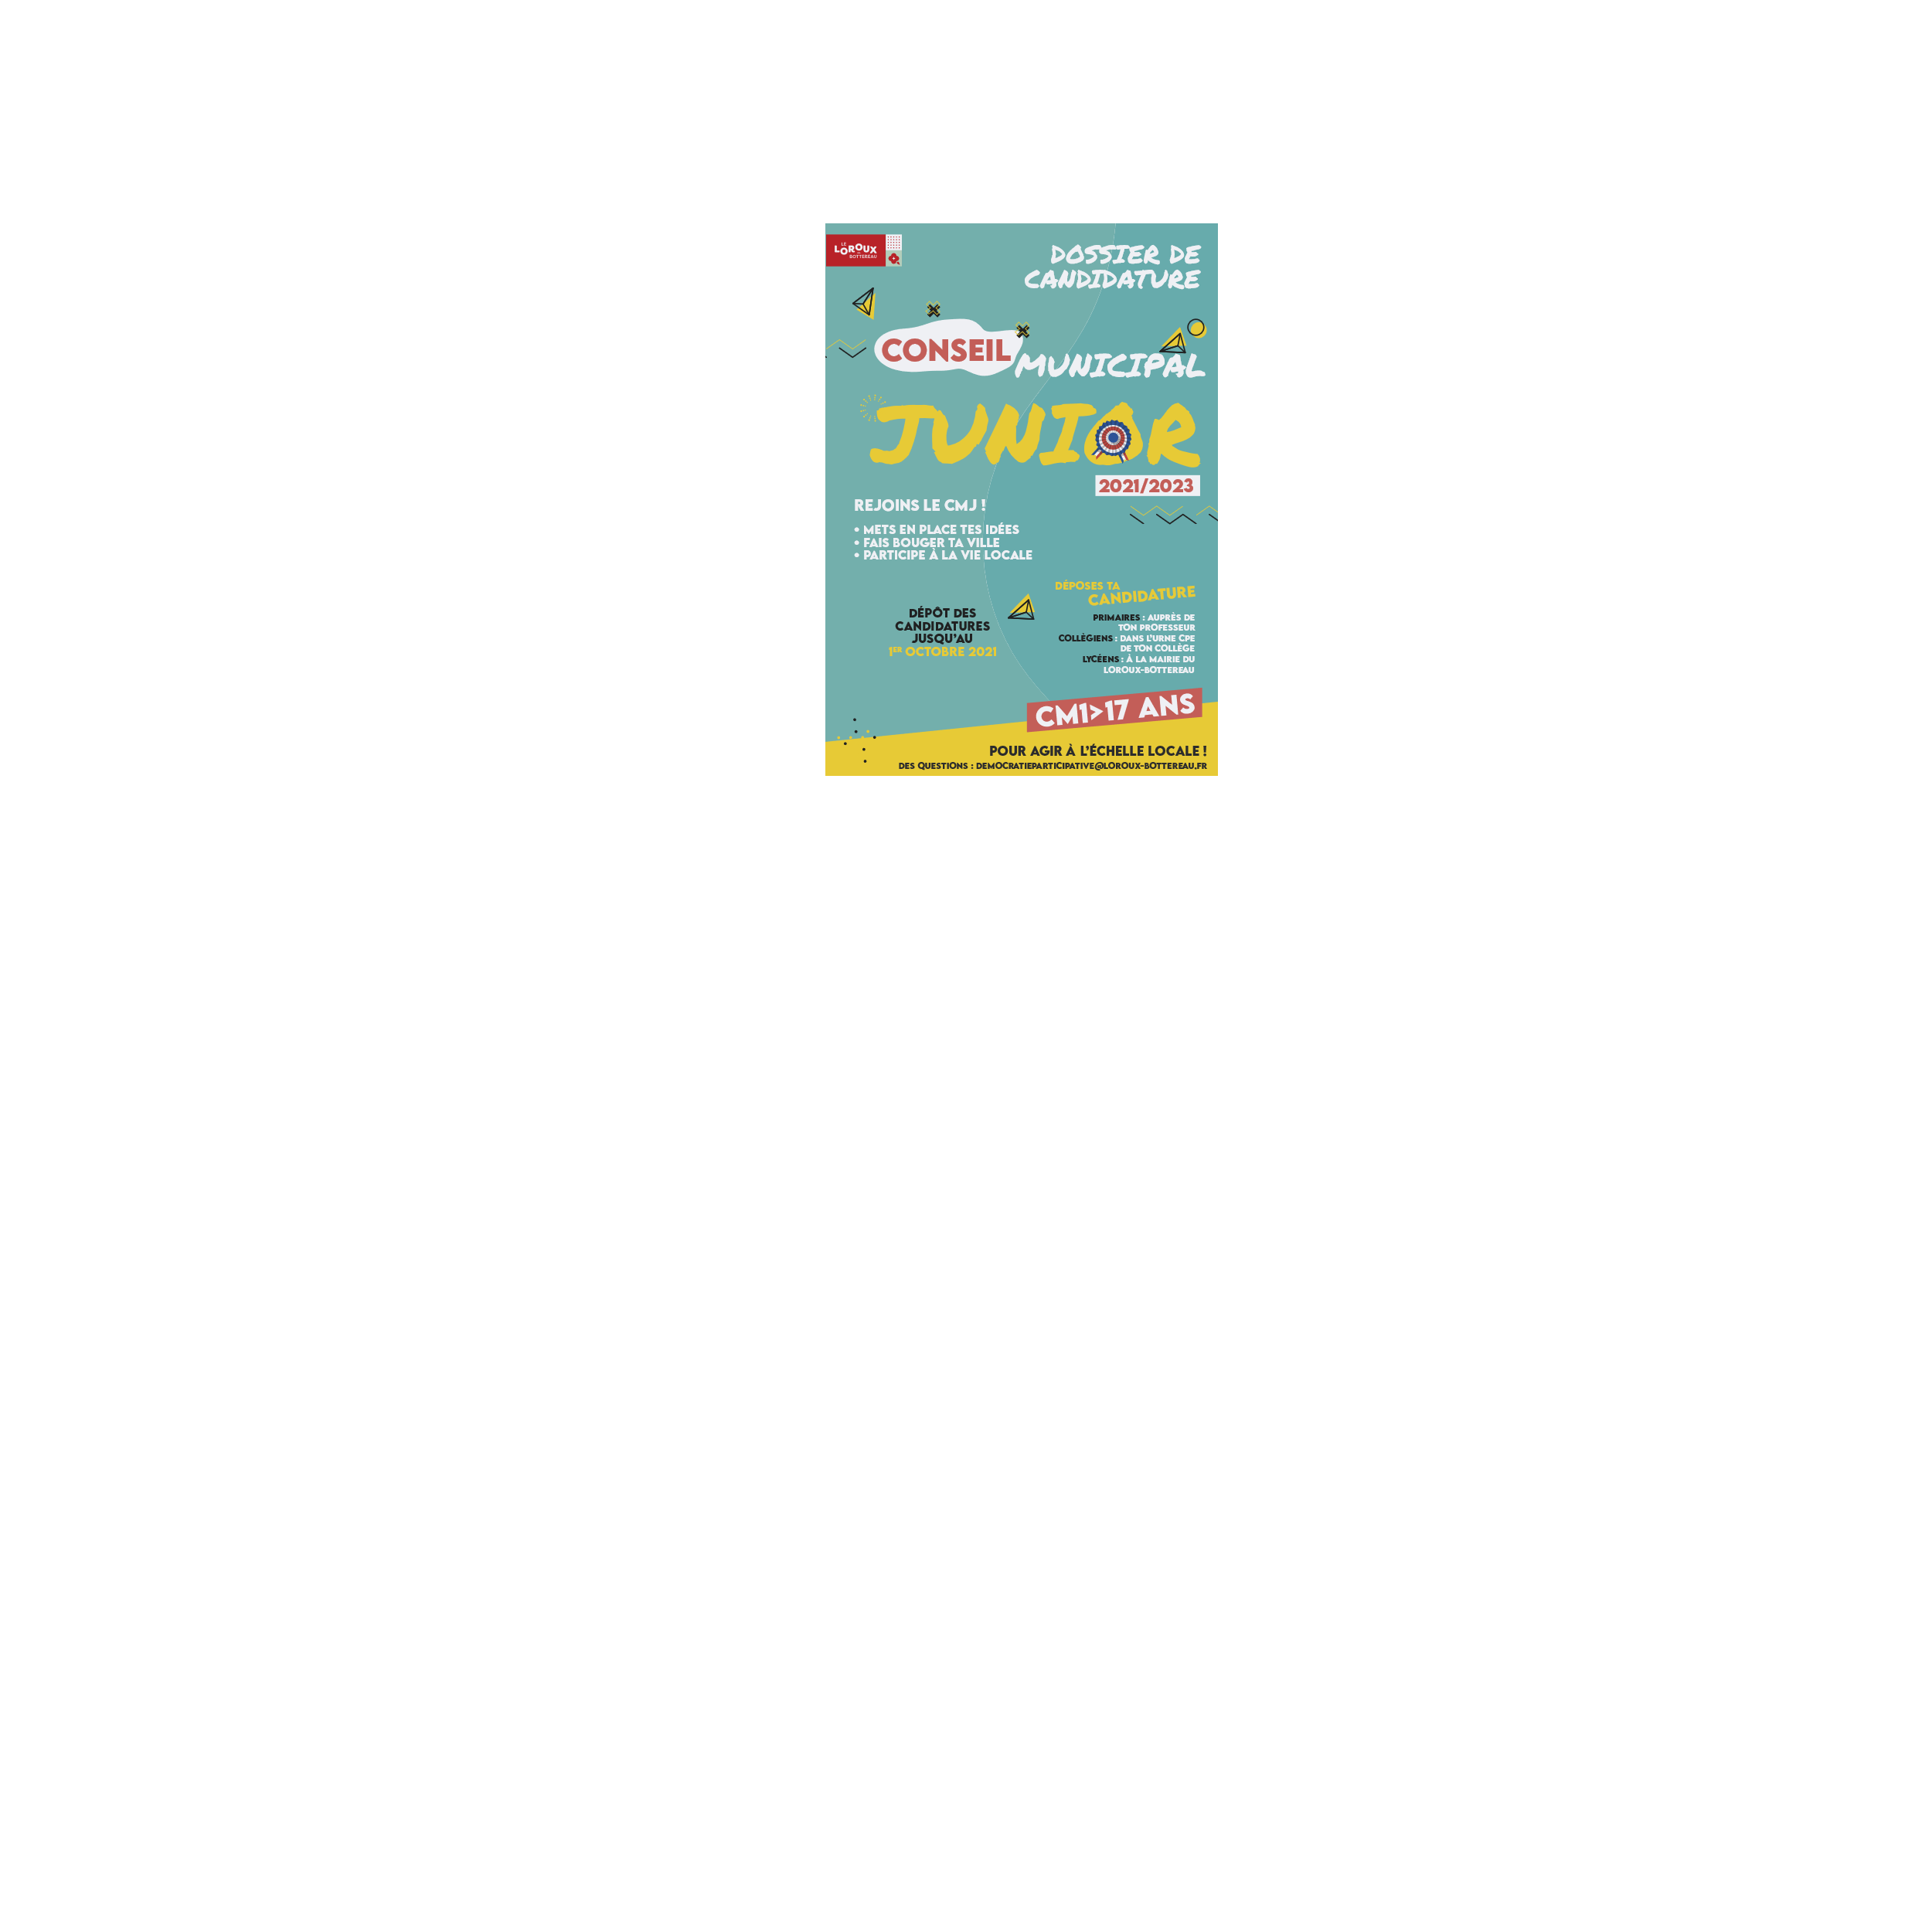 LE
LOROUX
BOTTEREAU
DOSSIER DE
CANDIDATURE
CONSEIL
MUNICIPAL
JUNIOR
2021/2023
REJOINS LE CMJ !
• METS EN PLACE TES IDÉES
• FAIS BOUGER TA VILLE
• PARTICIPE À LA VIE LOCALE
DÉPÔT DES
CANDIDATURES
JUSQU'AU
1ER OCTOBRE 2021
DÉPOSES TA
CANDIDATURE
PRIMAIRES : AUPRÈS DE
TON PROFESSEUR
COLLÉGIENS : DANS L'URNE CPE
DE TON COLLÈGE
LYCÉENS : À LA MAIRIE DU
LOROUX-BOTTEREAU
CM1>17 ANS
POUR AGIR À L'ÉCHELLE LOCALE !
DES QUESTIONS : DEMOCRATIEPARTICIPATIVE@LOROUX-BOTTEREAU.FR